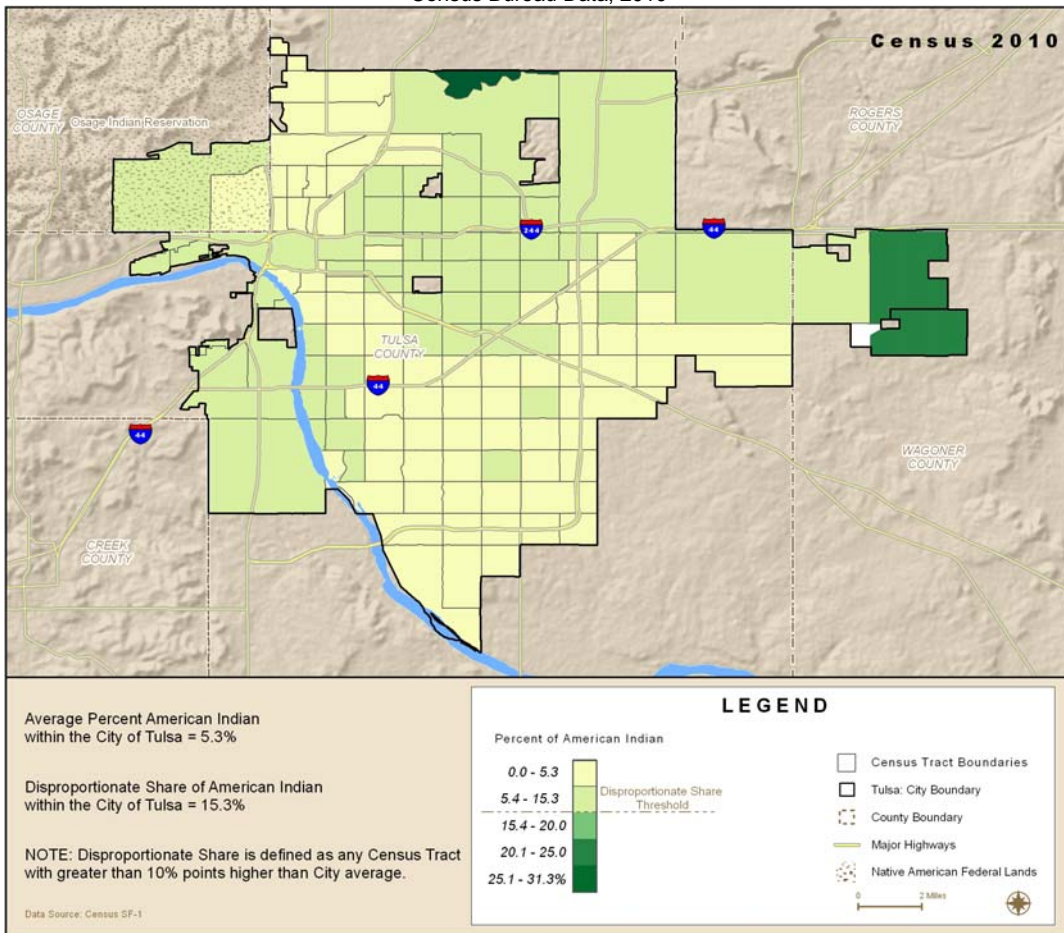 Census Bureau Data, 2010
Census 2010
OSAGE
COUNTY
Osage Indian Reservation
ROGERS
COUNTY
244
44
44
TULSA
COUNTY
44
44
WAGONER
COUNTY
CREEK
COUNTY
Average Percent American Indian
within the City of Tulsa = 5.3%
Disproportionate Share of American Indian
within the City of Tulsa = 15.3%
NOTE: Disproportionate Share is defined as any Census Tract
with greater than 10% points higher than City average.
Data Source: Census SF-1
LEGEND
Percent of American Indian
0.0 - 5.3
5.4 - 15.3
Disproportionate Share
Threshold
15.4 - 20.0
20.1 - 25.0
25.1 - 31.3%
Census Tract Boundaries
Tulsa: City Boundary
County Boundary
Major Highways
Native American Federal Lands
0 2 Miles